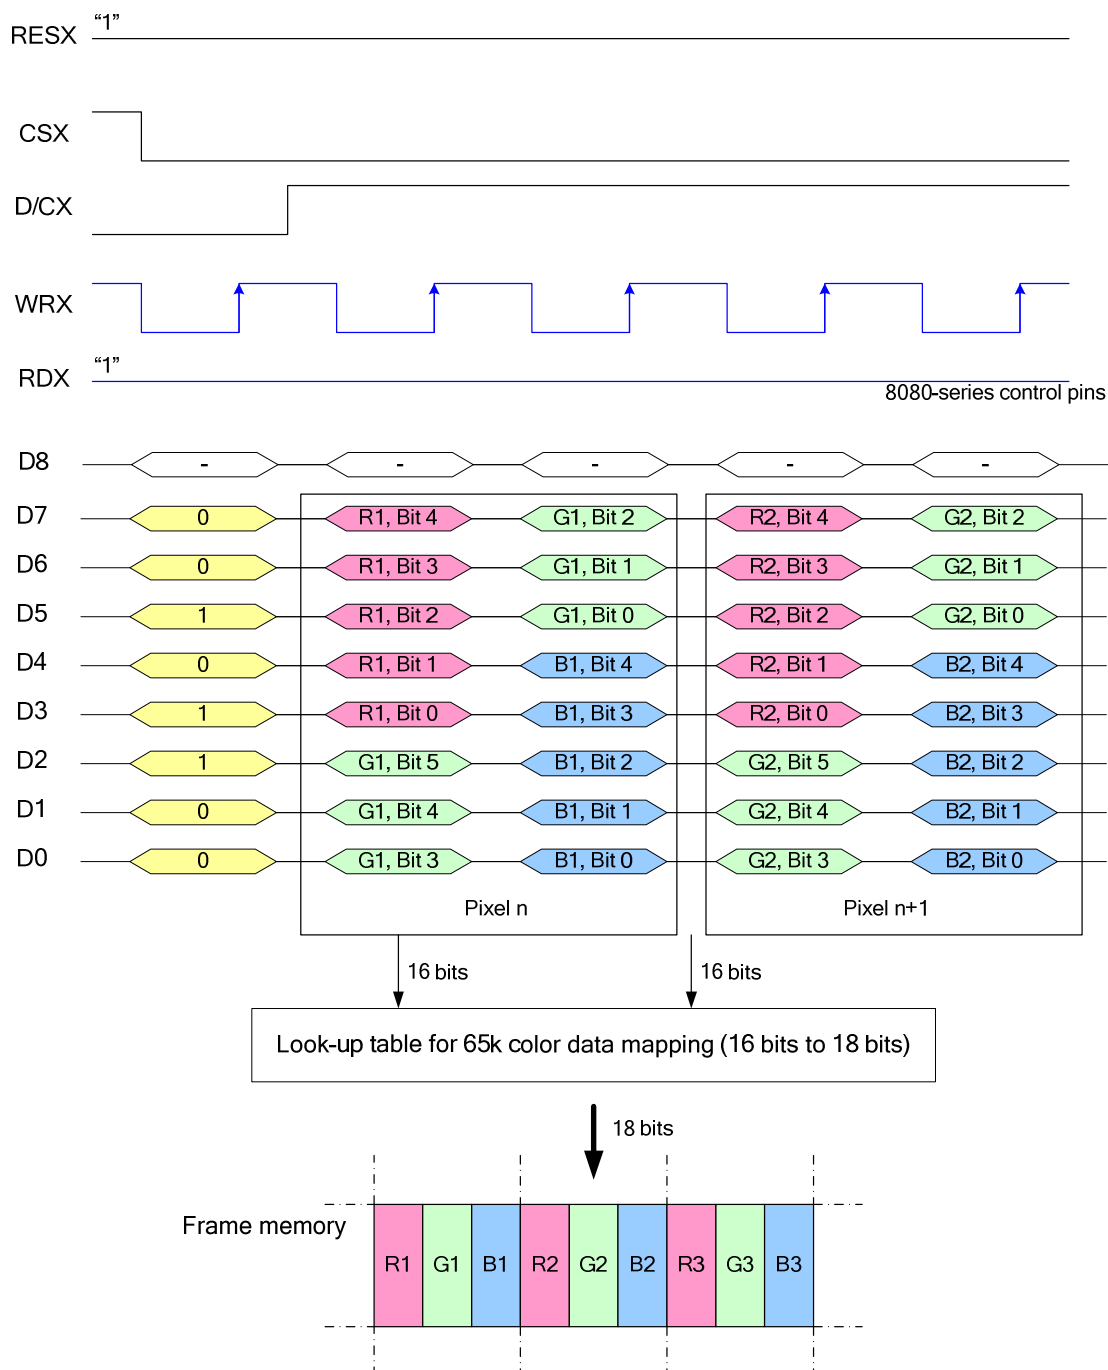 RESX “1”
CSX
D/CX
WRX
RDX “1”
8080-series control pins
D8 - - - - -
D7 0 R1, Bit 4 G1, Bit 2 R2, Bit 4 G2, Bit 2
D6 0 R1, Bit 3 G1, Bit 1 R2, Bit 3 G2, Bit 1
D5 1 R1, Bit 2 G1, Bit 0 R2, Bit 2 G2, Bit 0
D4 0 R1, Bit 1 B1, Bit 4 R2, Bit 1 B2, Bit 4
D3 1 R1, Bit 0 B1, Bit 3 R2, Bit 0 B2, Bit 3
D2 1 G1, Bit 5 B1, Bit 2 G2, Bit 5 B2, Bit 2
D1 0 G1, Bit 4 B1, Bit 1 G2, Bit 4 B2, Bit 1
D0 0 G1, Bit 3 B1, Bit 0 G2, Bit 3 B2, Bit 0
Pixel n Pixel n+1
16 bits 16 bits
Look-up table for 65k color data mapping (16 bits to 18 bits)
18 bits
Frame memory
R1 G1 B1 R2 G2 B2 R3 G3 B3